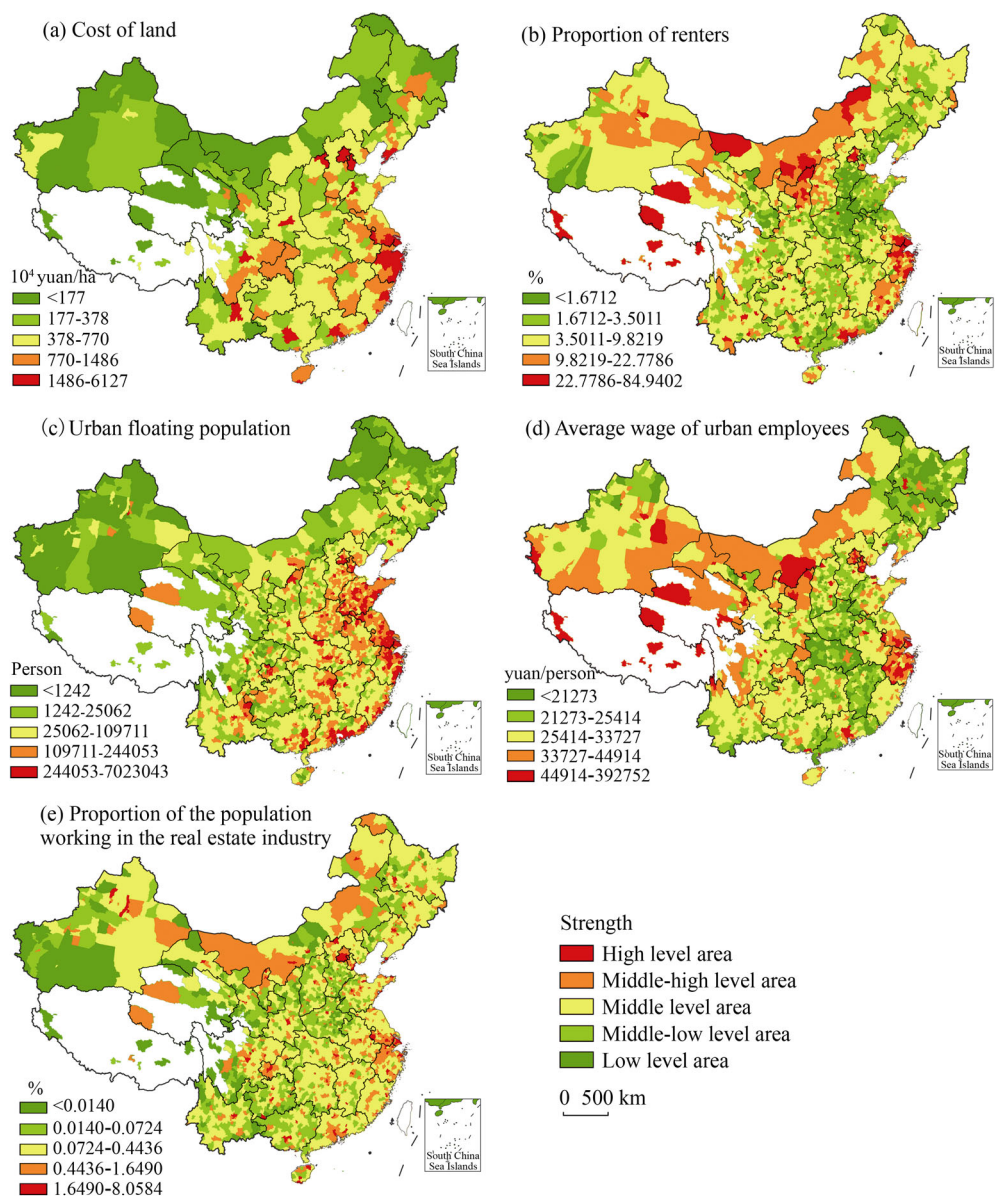 (a) Cost of land
10⁴ yuan/ha
<177
177-378
378-770
770-1486
1486-6127
South China
Sea Islands
(b) Proportion of renters
%
<1.6712
1.6712-3.5011
3.5011-9.8219
9.8219-22.7786
22.7786-84.9402
South China
Sea Islands
(c) Urban floating population
Person
<1242
1242-25062
25062-109711
109711-244053
244053-7023043
South China
Sea Islands
(d) Average wage of urban employees
yuan/person
<21273
21273-25414
25414-33727
33727-44914
44914-392752
South China
Sea Islands
(e) Proportion of the population
working in the real estate industry
%
<0.0140
0.0140-0.0724
0.0724-0.4436
0.4436-1.6490
1.6490-8.0584
South China
Sea Islands
Strength
High level area
Middle-high level area
Middle level area
Middle-low level area
Low level area
0 500 km